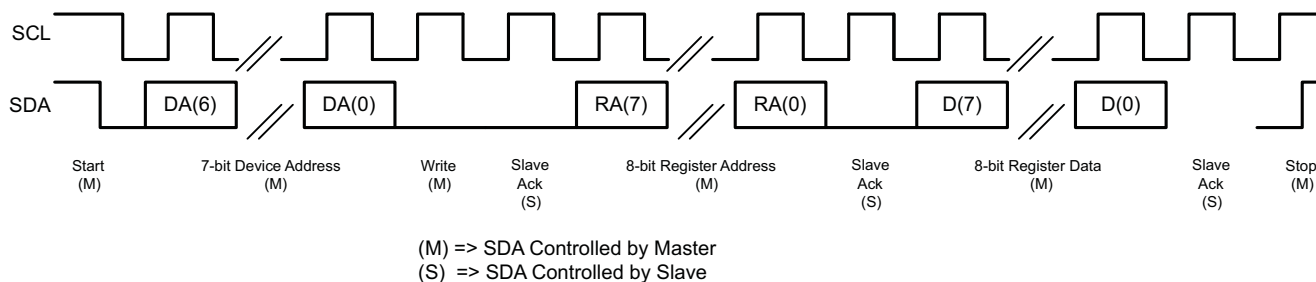 SCL
SDA
DA(6)
DA(0)
RA(7)
RA(0)
D(7)
D(0)
Start
(M)
7-bit Device Address
(M)
Write
(M)
Slave
Ack
(S)
8-bit Register Address
(M)
Slave
Ack
(S)
8-bit Register Data
(M)
Slave
Ack
(S)
Stop
(M)
(M) => SDA Controlled by Master
(S) => SDA Controlled by Slave